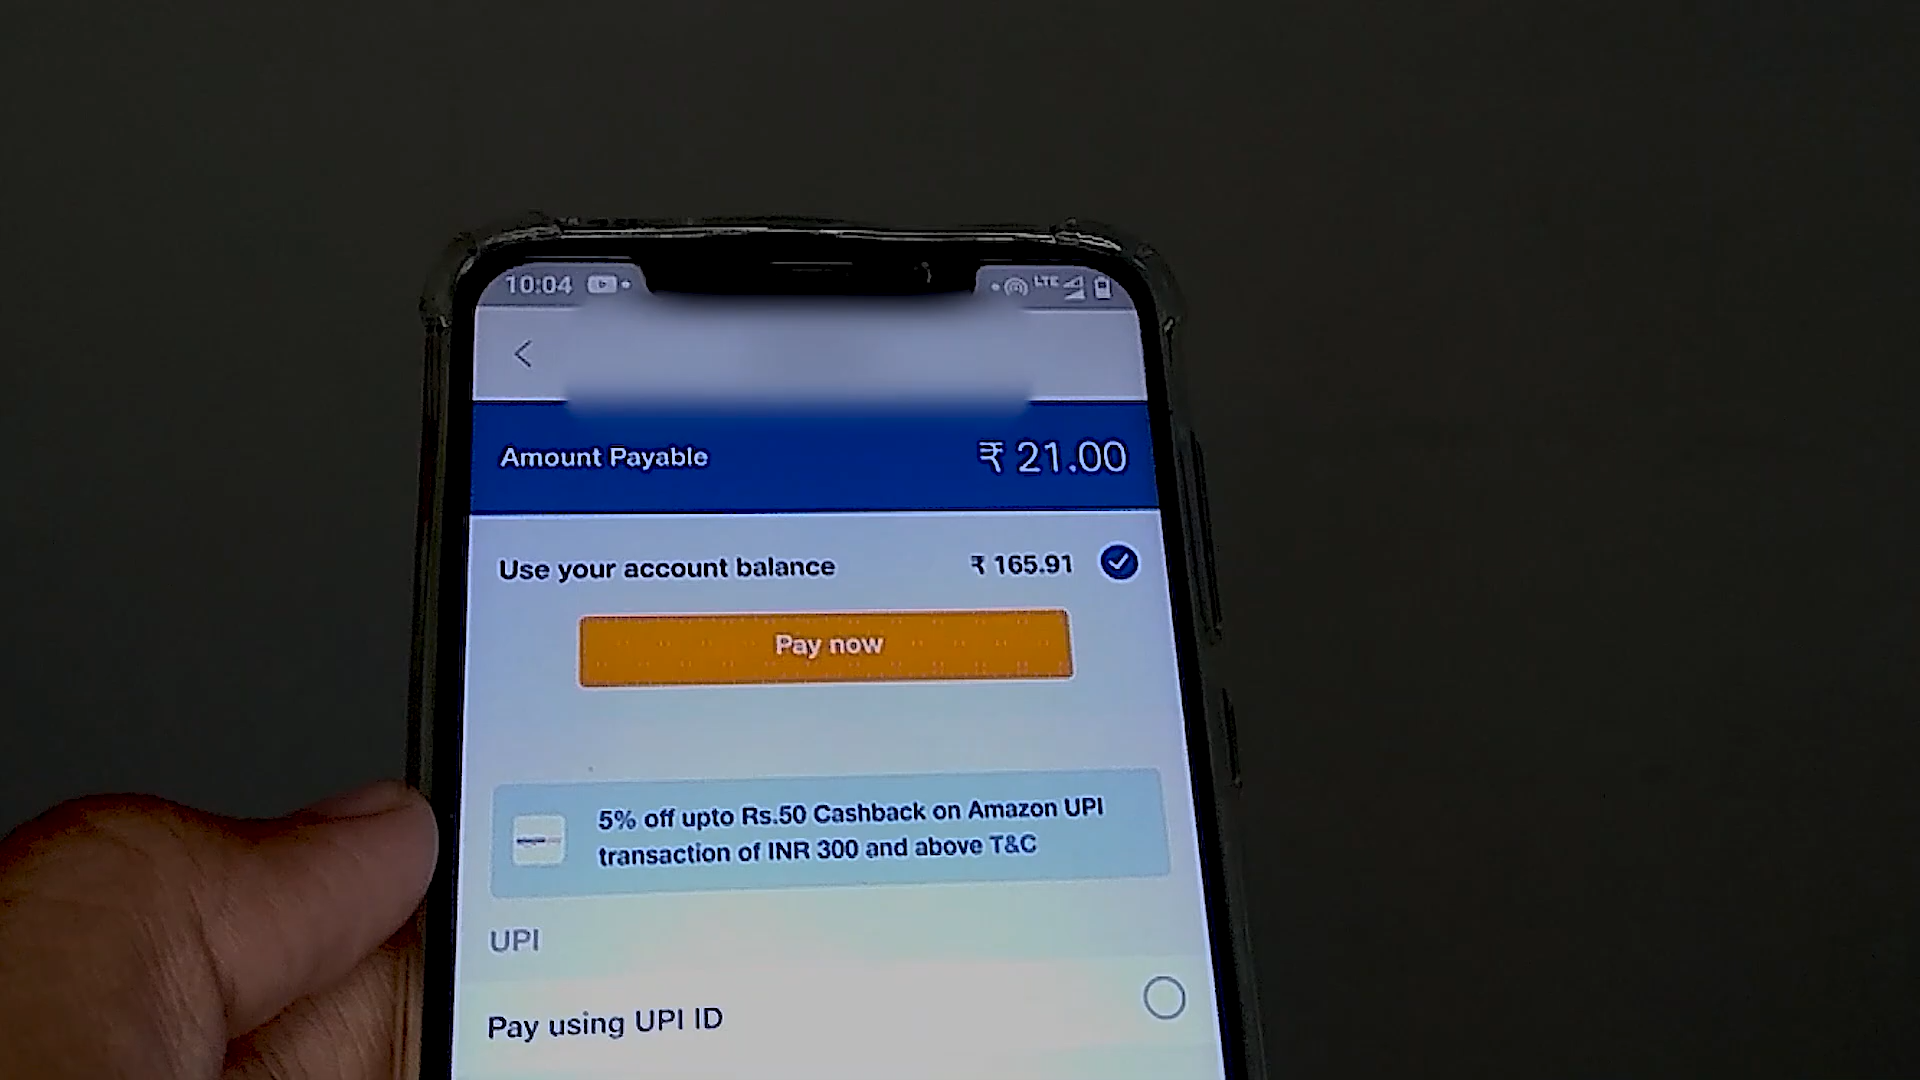 10:04 LTE
Amount Payable ₹ 21.00
Use your account balance ₹ 165.91
Pay now
5% off upto Rs.50 Cashback on Amazon UPI
transaction of INR 300 and above T&C
UPI
Pay using UPI ID